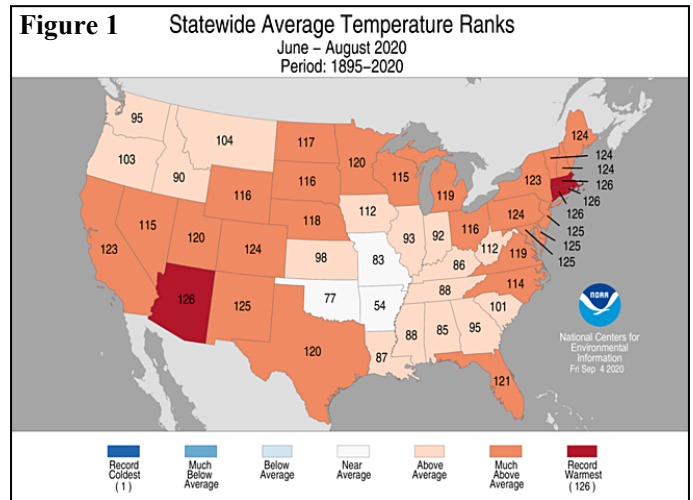 Figure 1
Statewide Average Temperature Ranks
June – August 2020
Period: 1895–2020
95
104
117
120
124
103
90
116
116
115
119
123
124
124
126
126
126
125
125
125
123
115
120
124
118
112
93
92
116
124
112
119
98
83
86
126
125
77
54
88
114
101
120
87
88
85
95
121
NOAA
National Centers for
Environmental
Information
Fri Sep 4 2020
Record
Coldest
( 1 )
Much
Below
Average
Below
Average
Near
Average
Above
Average
Much
Above
Average
Record
Warmest
( 126 )